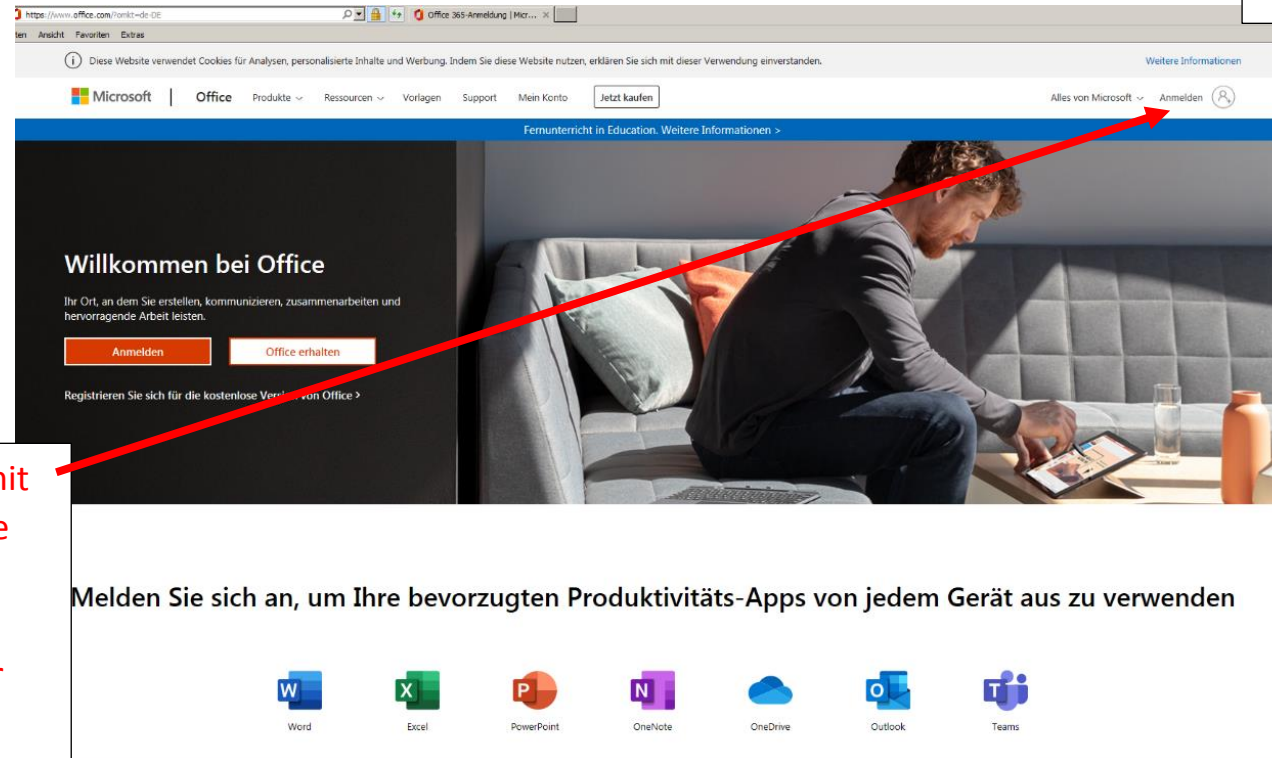 https://www.office.com/?omkt=de-DE
Office 365-Anmeldung | Micr...
Ansicht Favoriten Extras
Diese Website verwendet Cookies für Analysen, personalisierte Inhalte und Werbung. Indem Sie diese Website nutzen, erklären Sie sich mit dieser Verwendung einverstanden.
Weitere Informationen
Microsoft | Office Produkte Ressourcen Vorlagen Support Mein Konto Jetzt kaufen
Alles von Microsoft Anmelden
Fernunterricht in Education. Weitere Informationen >
Willkommen bei Office
Ihr Ort, an dem Sie erstellen, kommunizieren, zusammenarbeiten und
hervorragende Arbeit leisten.
Anmelden Office erhalten
Registrieren Sie sich für die kostenlose Version von Office >
Melden Sie sich an, um Ihre bevorzugten Produktivitäts-Apps von jedem Gerät aus zu verwenden
Word Excel PowerPoint OneNote OneDrive Outlook Teams